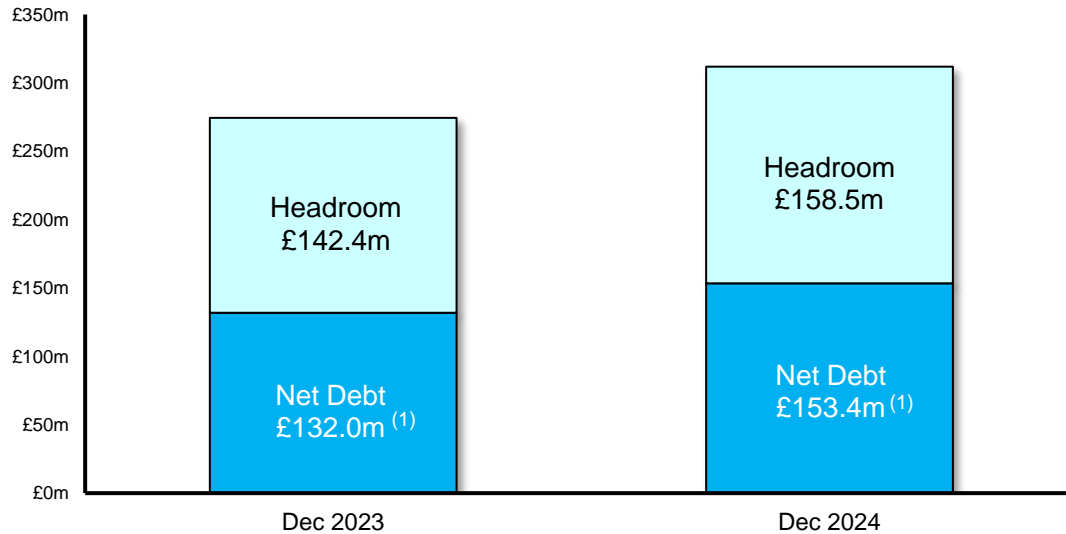 £350m
£300m
£250m
£200m
£150m
£100m
£50m
£0m
Headroom
£142.4m
Net Debt
£132.0m (1)
Headroom
£158.5m
Net Debt
£153.4m (1)
Dec 2023
Dec 2024